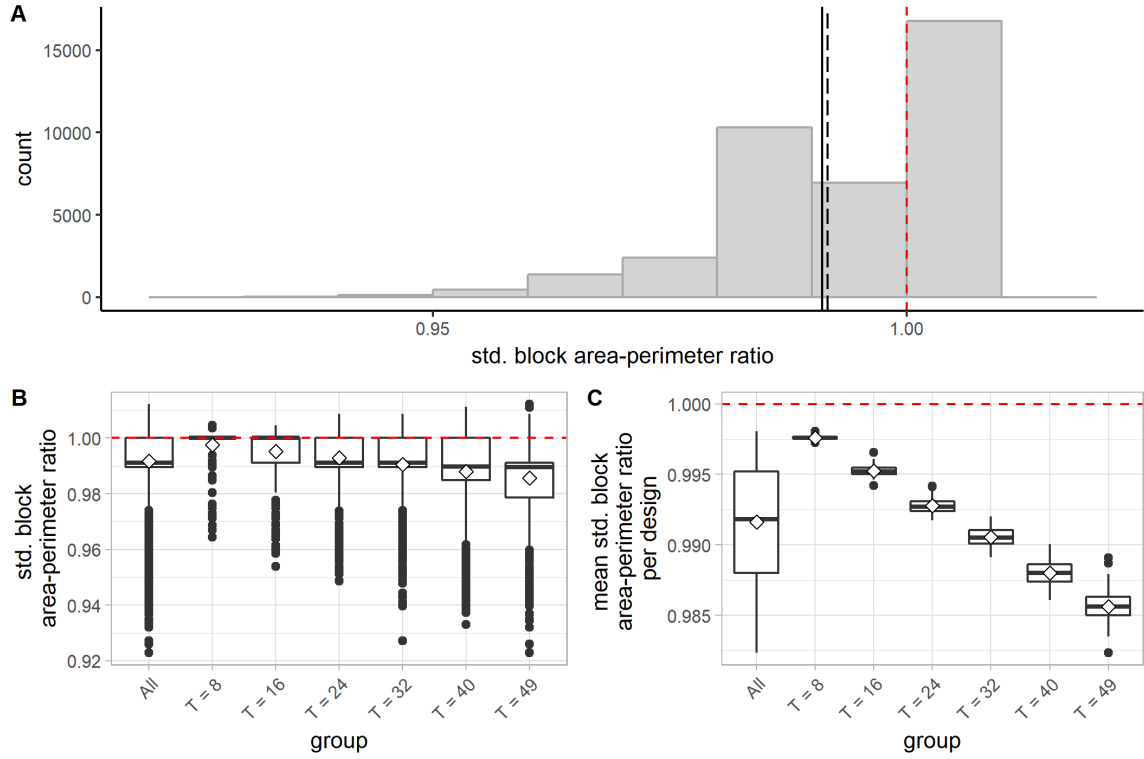 A
15000
10000
5000
0
count
0.95
1.00
std. block area-perimeter ratio
B
1.00
0.98
0.96
0.94
0.92
std. block
area-perimeter ratio
All
T = 8
T = 16
T = 24
T = 32
T = 40
T = 49
group
C
1.000
0.995
0.990
0.985
mean std. block
area-perimeter ratio
per design
All
T = 8
T = 16
T = 24
T = 32
T = 40
T = 49
group